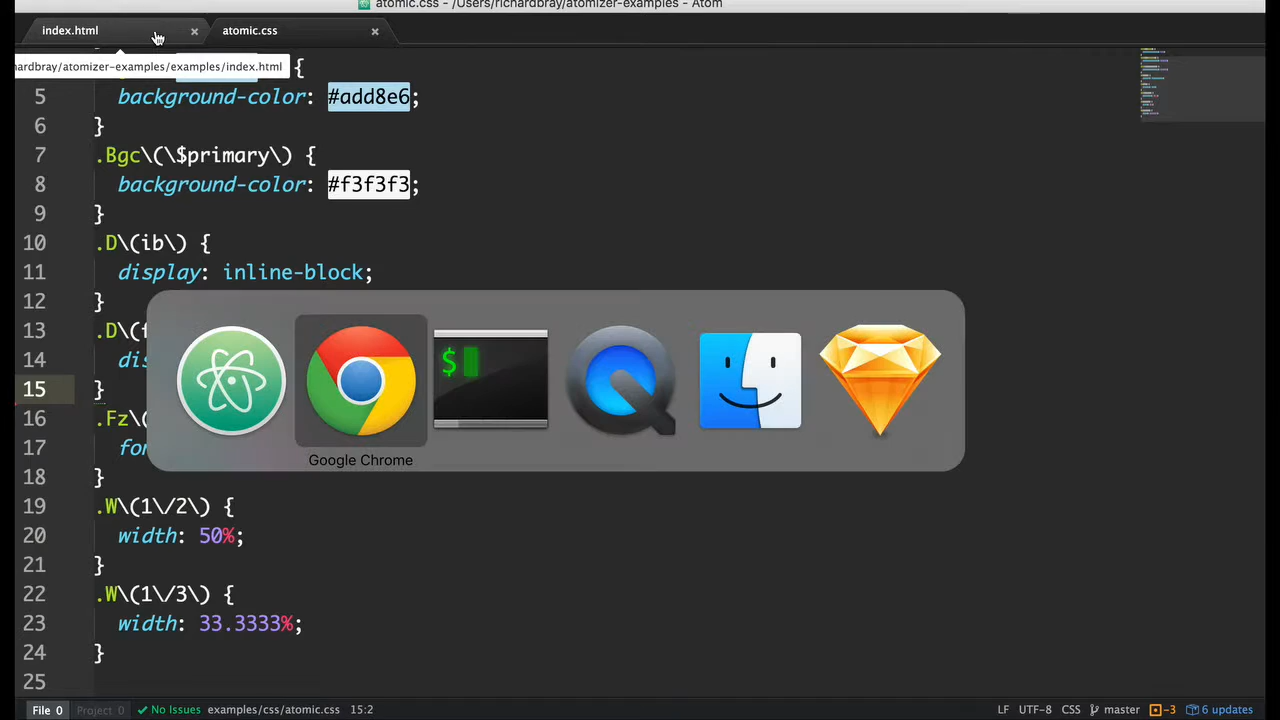 atomic.css - /Users/richardbray/atomizer-examples - Atom
index.html
atomic.css
hardbray/atomizer-examples/examples/index.html
{
5 background-color: #add8e6;
6 }
7 .Bgc\(\$primary\) {
8 background-color: #f3f3f3;
9 }
10 .D\(ib\) {
11 display: inline-block;
12 }
13 .D\(
14
15 }
16 .Fz\(
17
18 }
$
Google Chrome
19 .W\(1\/2\) {
20 width: 50%;
21 }
22 .W\(1\/3\) {
23 width: 33.3333%;
24 }
25
File 0 Project 0 No Issues examples/css/atomic.css 15:2 LF UTF-8 CSS master -3 6 updates